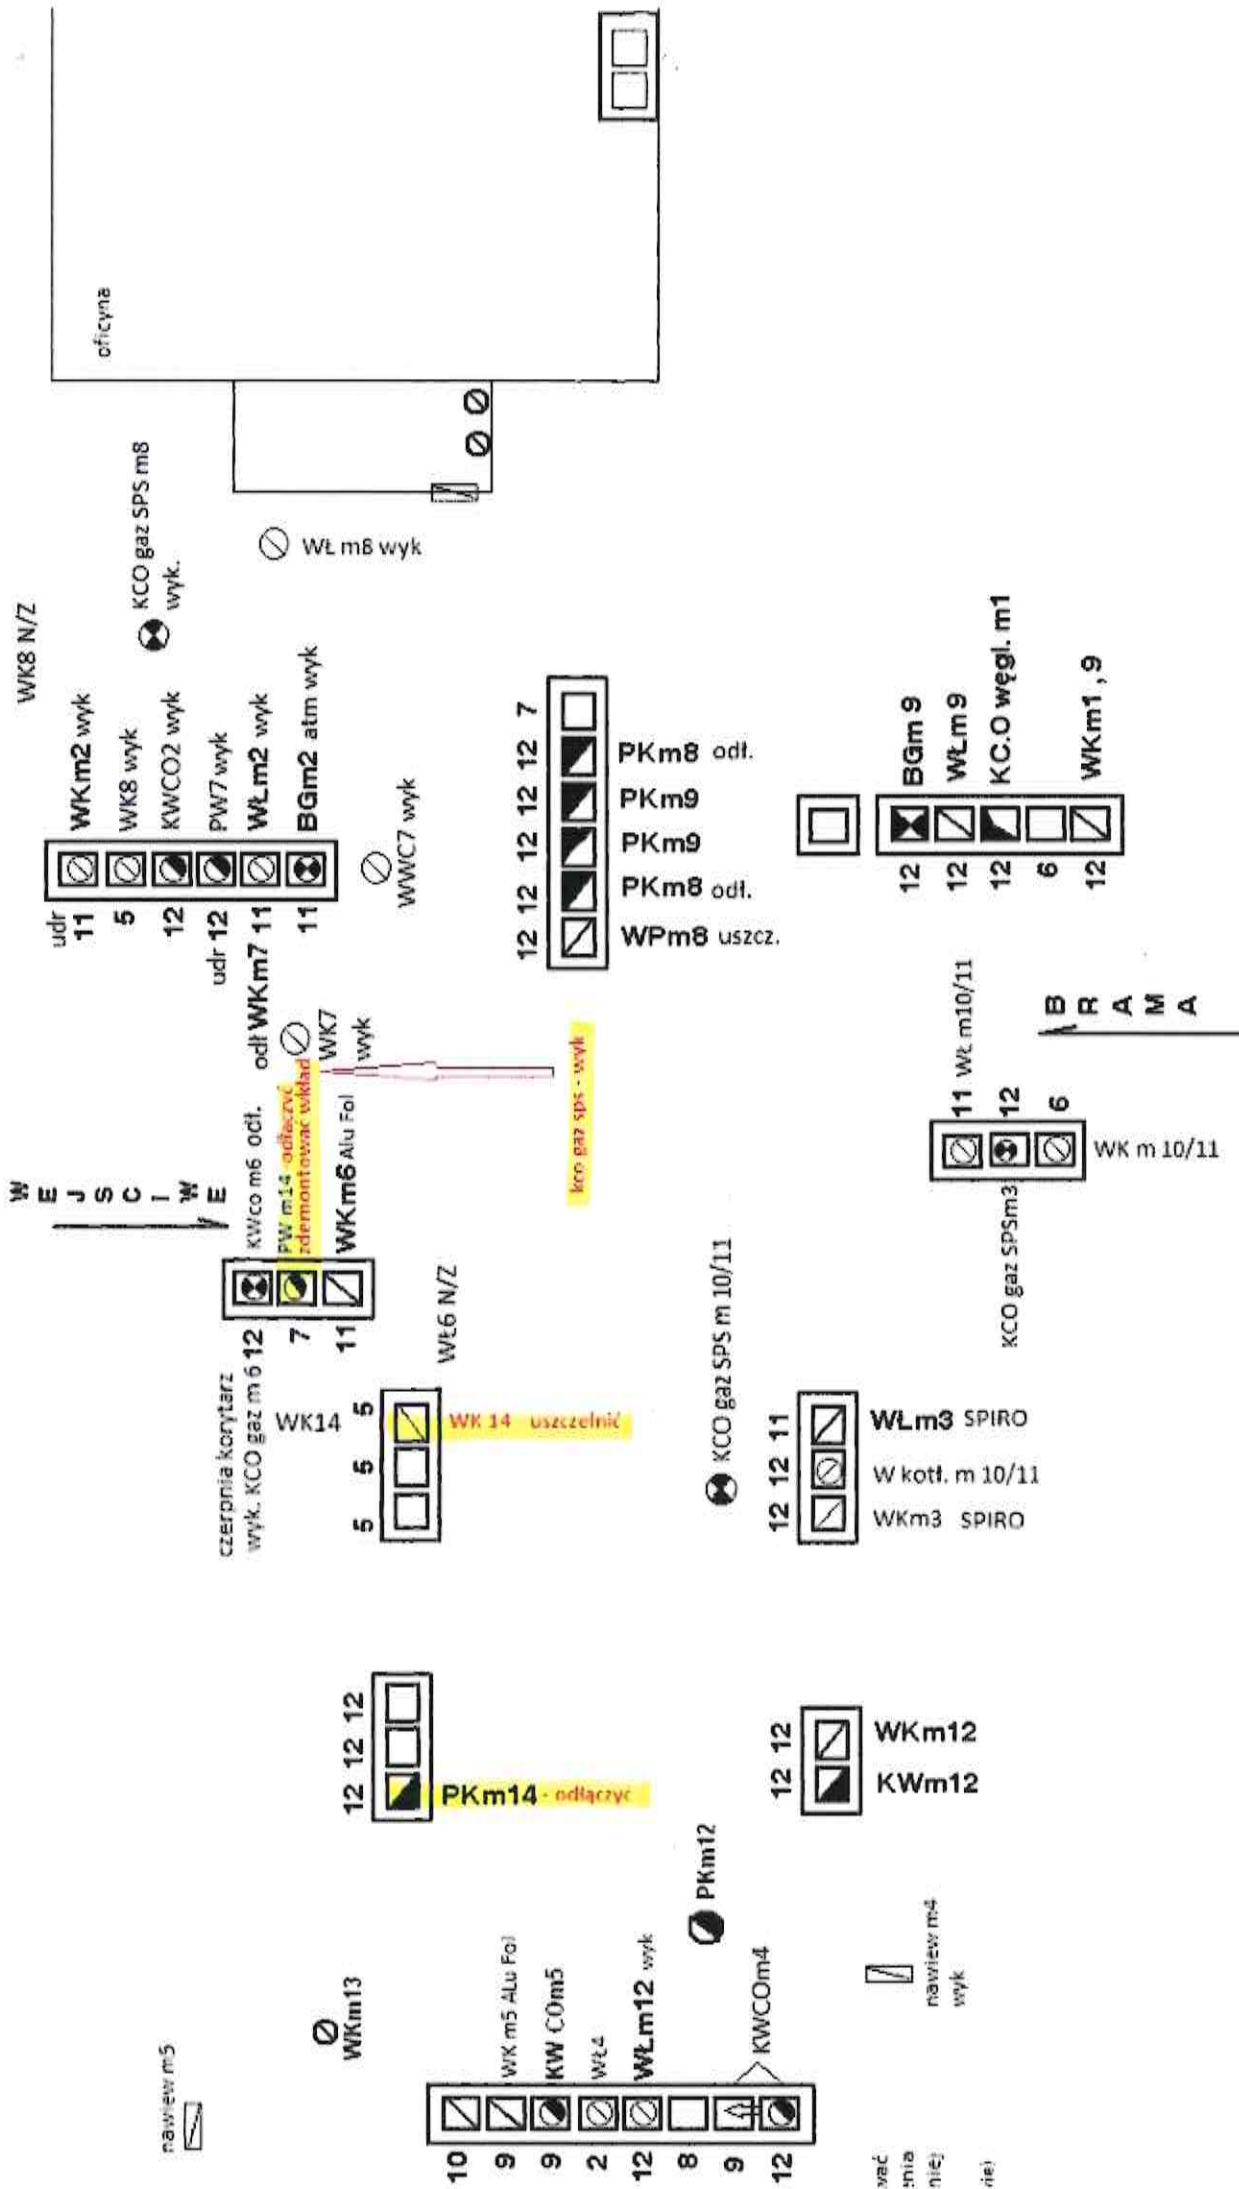 oficyna
WK8 N/Z
KCO gaz SPS m8
wyk.
WŁ m8 wyk
udr
11 WKm2 wyk
5 WK8 wyk
12 KWCO2 wyk
udr 12 PW7 wyk
11 WŁm2 wyk
11 BGm2 atm wyk
WWC7 wyk
odł WKm7
WK7
wyk
WEJSCIWE
12 KWco m6 odł.
7 PW m14 -odłaczyć
zdemontować wkład
11 WKm6 Alu Fol
kco gaz sps - wyk
czerpnia korytarz
wyk. KCO gaz m 6
WK14
5 5 5
WK 14 uszczelnić
WŁ6 N/Z
12 12 12 12 12 7
WPm8 uszcz.
PKm8 odł.
PKm9
PKm9
PKm8 odł.
12 BGm 9
12 WŁm 9
12 KC.O węgl. m1
6
12 WKm1 ,9
BRAMA
11 WŁ m10/11
12
6
KCO gaz SPSm3
WK m 10/11
KCO gaz SPS m 10/11
12 12 11
WŁm3 SPIRO
W kotł. m 10/11
WKm3 SPIRO
12 12 12
PKm14 - odłączyć
12 12
WKm12
KWm12
PKm12
nawiew m5
WKm13
10
9 WK m5 ALu Fol
9 KW COm5
2 WŁ4
12 WŁm12 wyk
8
9
12
KWCOm4
nawiew m4
wyk
wać
nia
niej